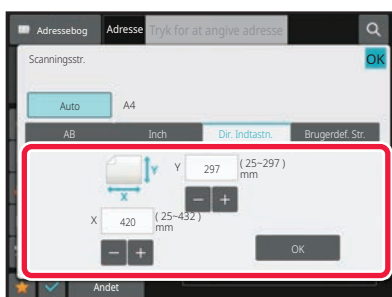 Adressebog Adresse Tryk for at angive adresse
Scanningsstr. OK
Auto A4
AB Inch Dir. Indtastn. Brugerdef. Str.
Y Y 297 (25~297) mm
X
− +
X 420 (25~432) mm
− + OK
Andet